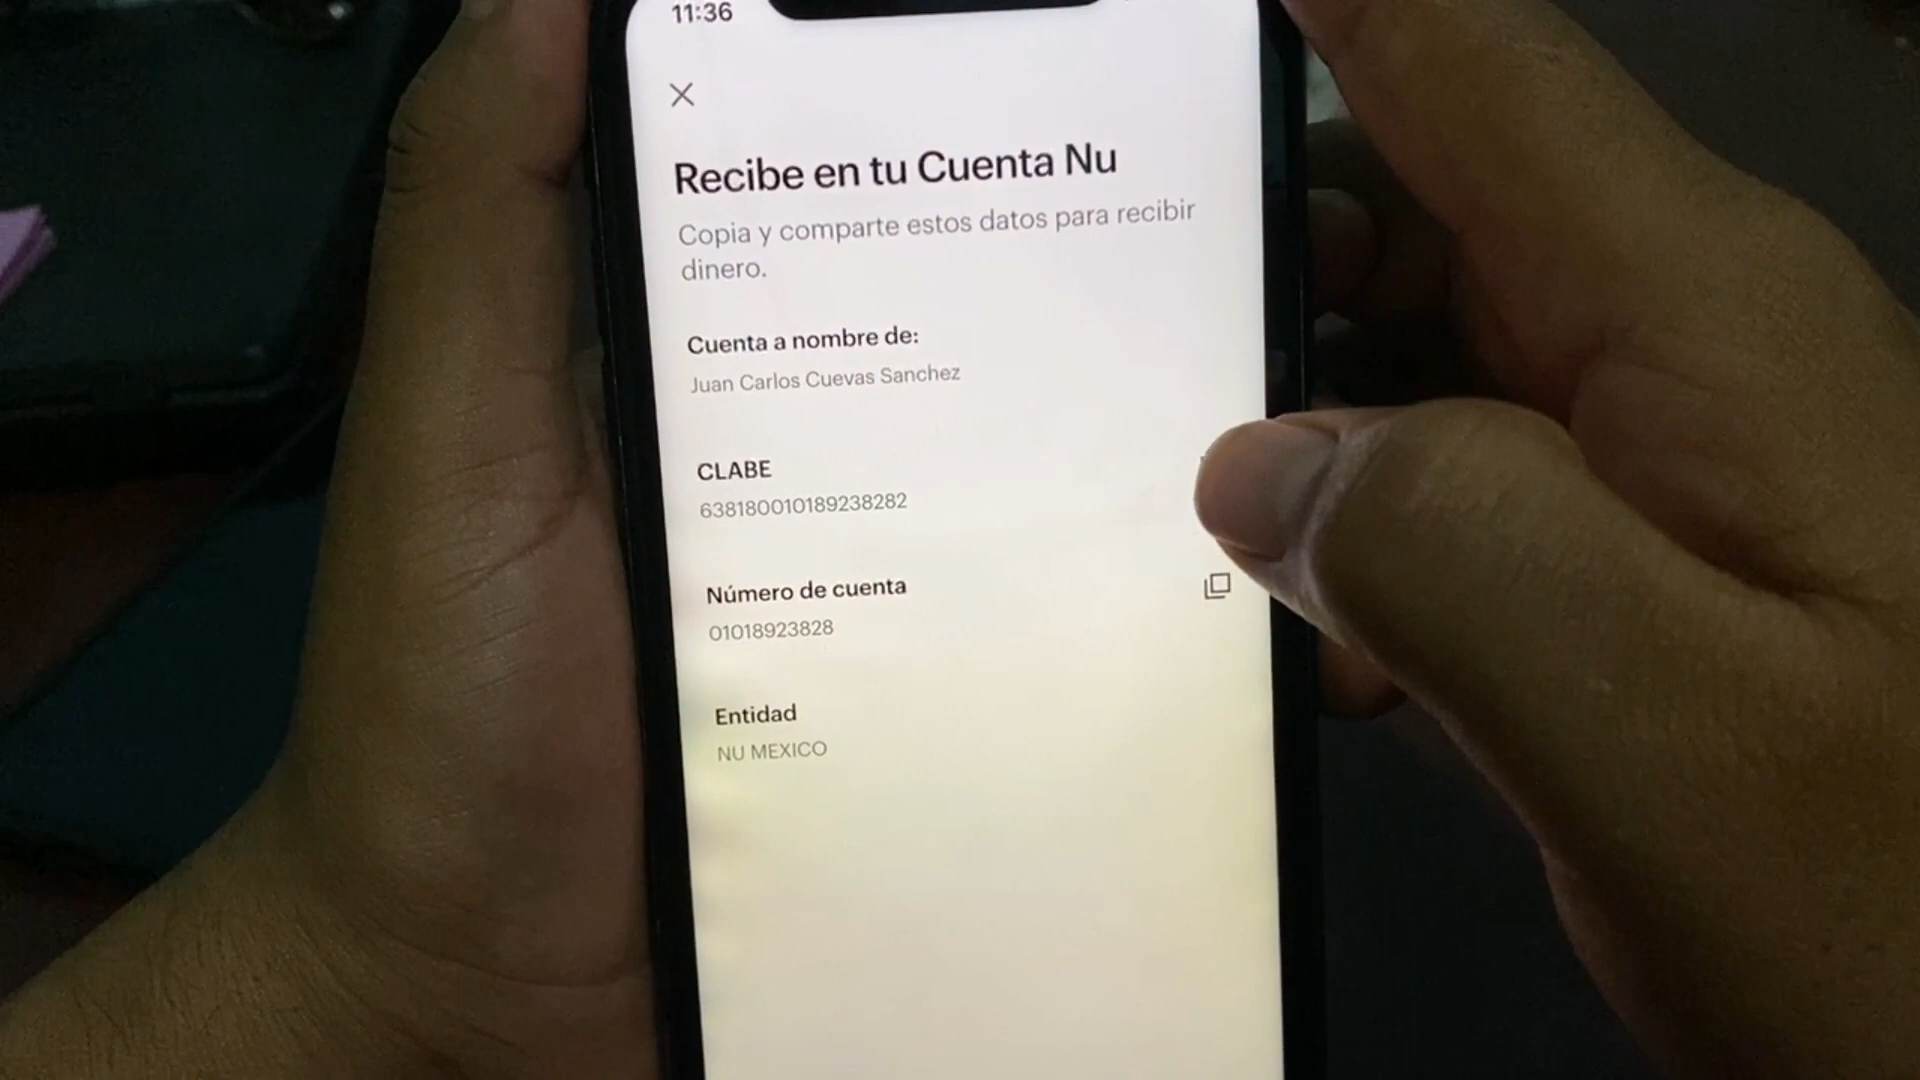 11:36
Recibe en tu Cuenta Nu
Copia y comparte estos datos para recibir
dinero.
Cuenta a nombre de:
Juan Carlos Cuevas Sanchez
CLABE
638180010189238282
Número de cuenta
01018923828
Entidad
NU MEXICO